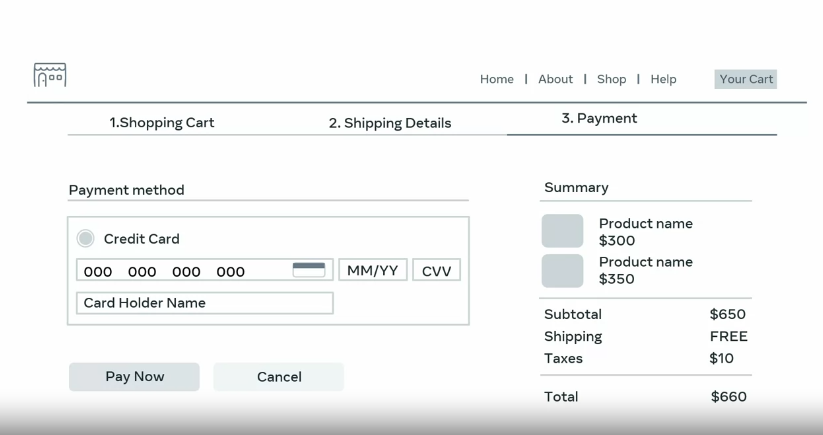 Home | About | Shop | Help Your Cart
1.Shopping Cart 2. Shipping Details 3. Payment
Payment method
Credit Card
000 000 000 000 MM/YY CVV
Card Holder Name
Pay Now Cancel
Summary
Product name
$300
Product name
$350
Subtotal $650
Shipping FREE
Taxes $10
Total $660